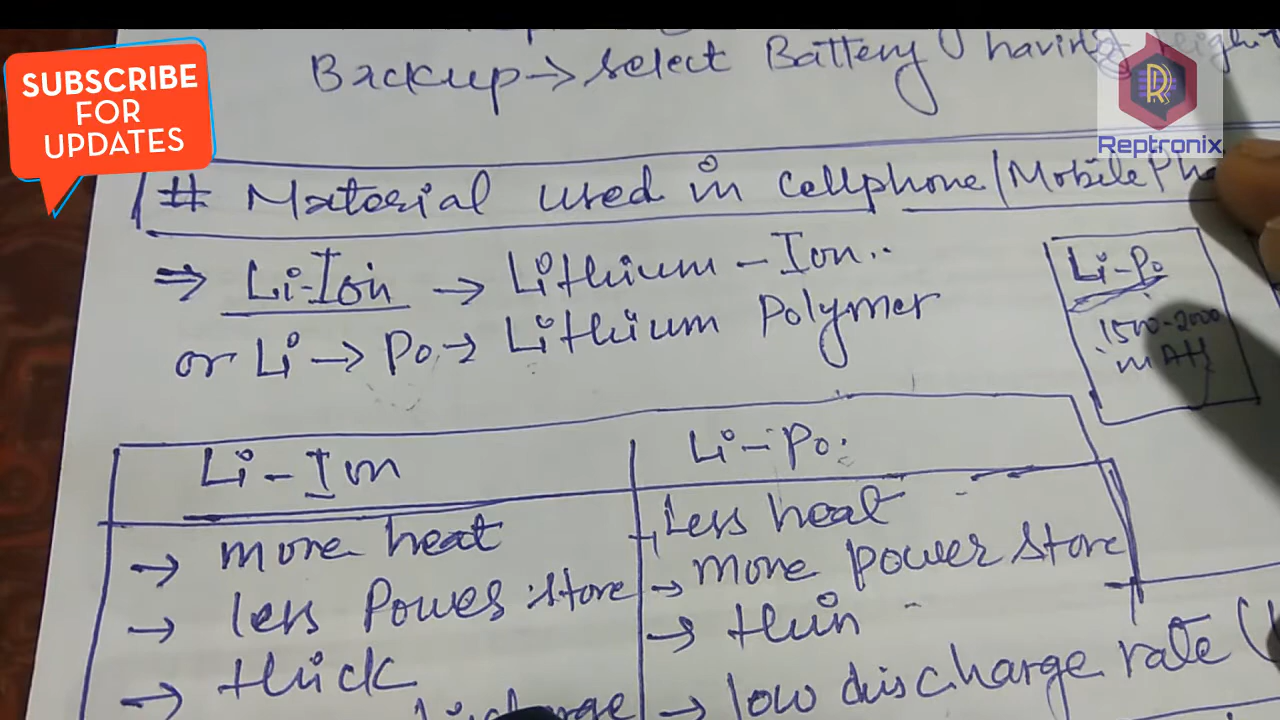 SUBSCRIBE
FOR
UPDATES
Backup → select Battery having
Reptronix
# Material used in cellphone/Mobile
⇒ Li-Ion → Lithium - Ion..
or Li → Po → Lithium Polymer
Li-Po
1500-2000
mAH
Li - Ion
Li - Po.
→ more heat
Less heat
→ less Power store
→ more power store
→ thick
→ thin
→ low discharge rate (